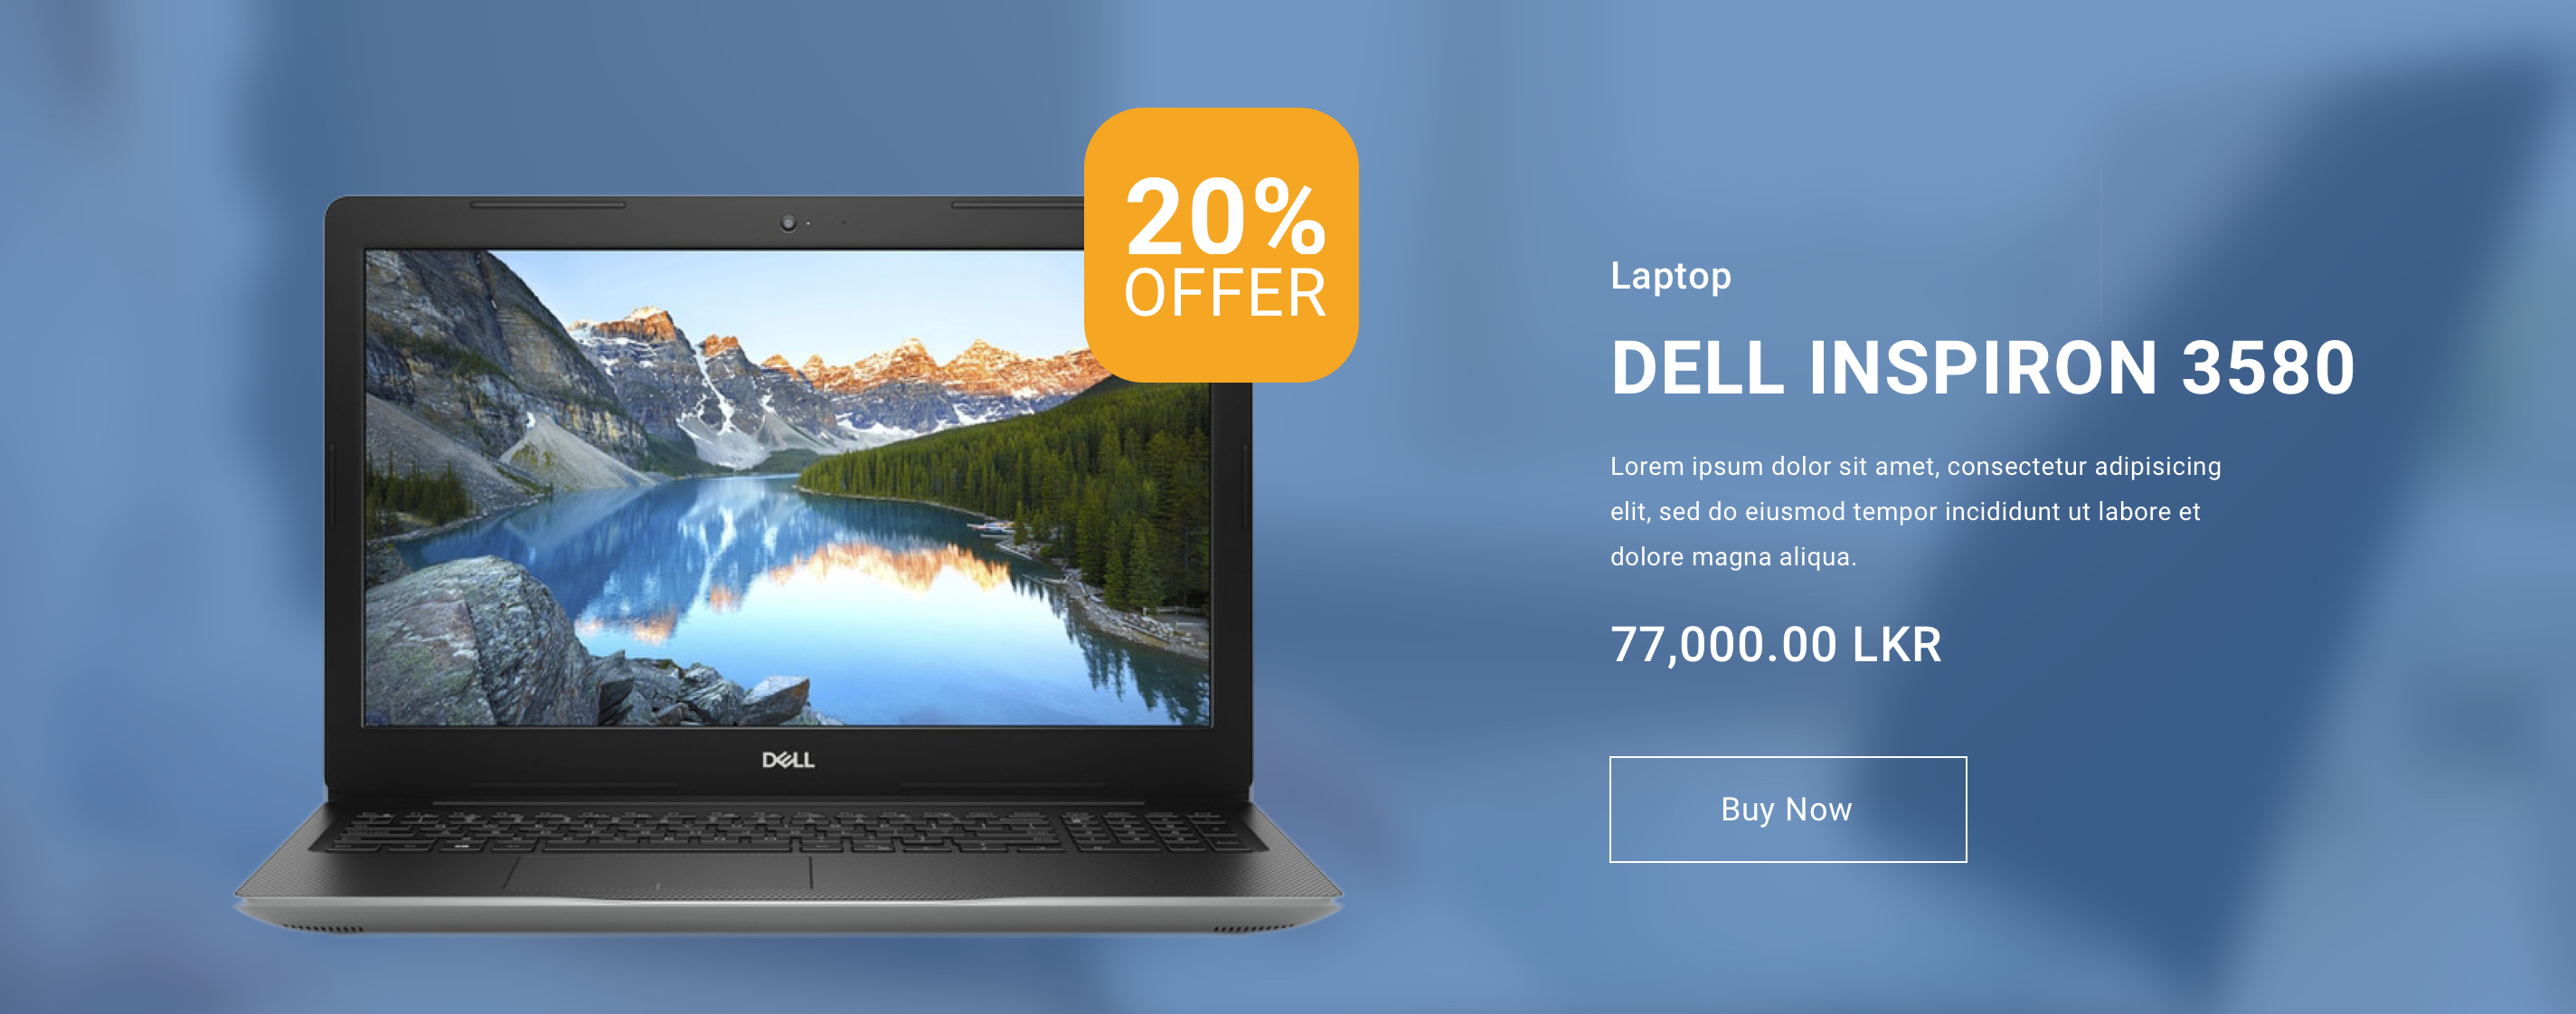 20%
OFFER
Laptop
DELL INSPIRON 3580
Lorem ipsum dolor sit amet, consectetur adipisicing
elit, sed do eiusmod tempor incididunt ut labore et
dolore magna aliqua.
77,000.00 LKR
Buy Now
DELL